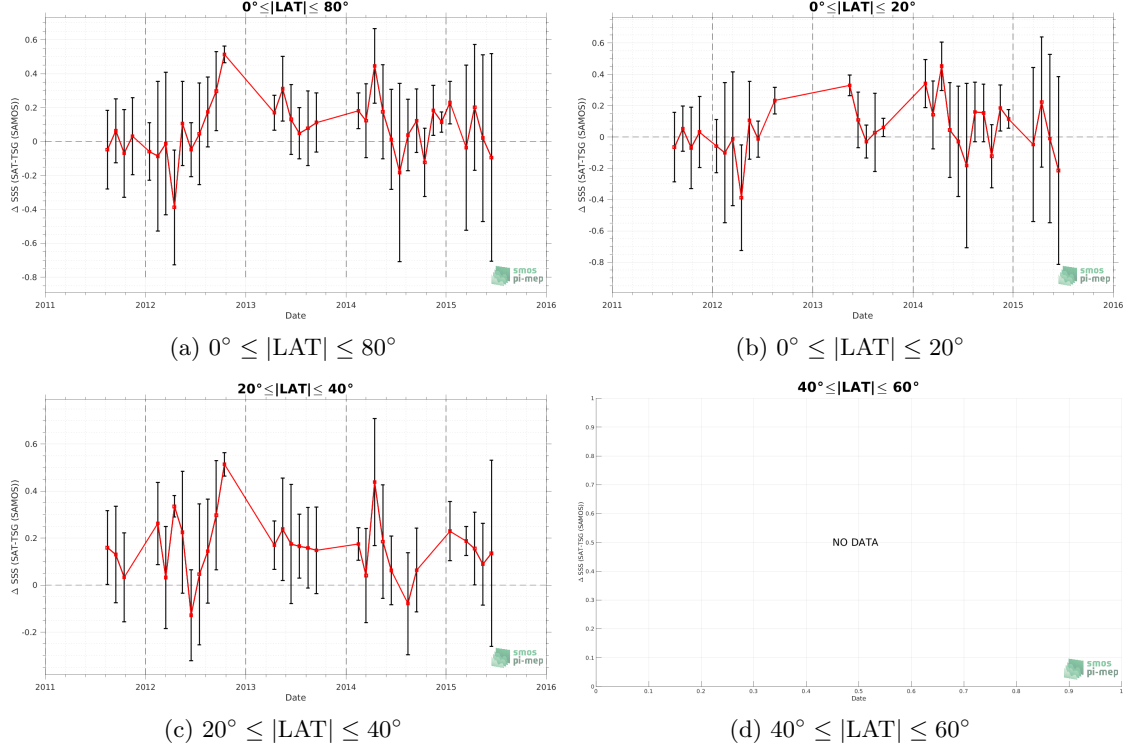 0°≤|LAT|≤ 80°
Δ SSS (SAT-TSG (SAMOS))
0.6
0.4
0.2
0
-0.2
-0.4
-0.6
-0.8
2011 2012 2013 2014 2015 2016
Date
smos
pi-mep
(a) 0° ≤ |LAT| ≤ 80°
0°≤|LAT|≤ 20°
Δ SSS (SAT-TSG (SAMOS))
0.6
0.4
0.2
0
-0.2
-0.4
-0.6
-0.8
2011 2012 2013 2014 2015 2016
Date
smos
pi-mep
(b) 0° ≤ |LAT| ≤ 20°
20°≤|LAT|≤ 40°
Δ SSS (SAT-TSG (SAMOS))
0.6
0.4
0.2
0
-0.2
2011 2012 2013 2014 2015 2016
Date
smos
pi-mep
(c) 20° ≤ |LAT| ≤ 40°
40°≤|LAT|≤ 60°
Δ SSS (SAT-TSG (SAMOS))
1
0.9
0.8
0.7
0.6
0.5
0.4
0.3
0.2
0.1
0
NO DATA
0 0.1 0.2 0.3 0.4 0.5 0.6 0.7 0.8 0.9 1
Date
smos
pi-mep
(d) 40° ≤ |LAT| ≤ 60°